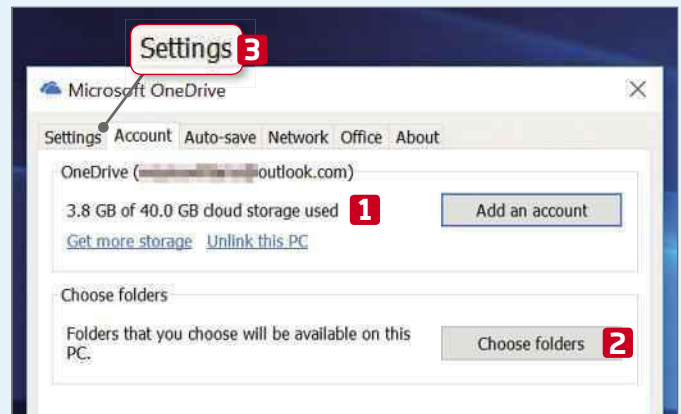 Settings 3
Microsoft OneDrive
Settings Account Auto-save Network Office About
OneDrive ( outlook.com)
3.8 GB of 40.0 GB cloud storage used 1 Add an account
Get more storage Unlink this PC
Choose folders
Folders that you choose will be available on this
PC.
Choose folders 2